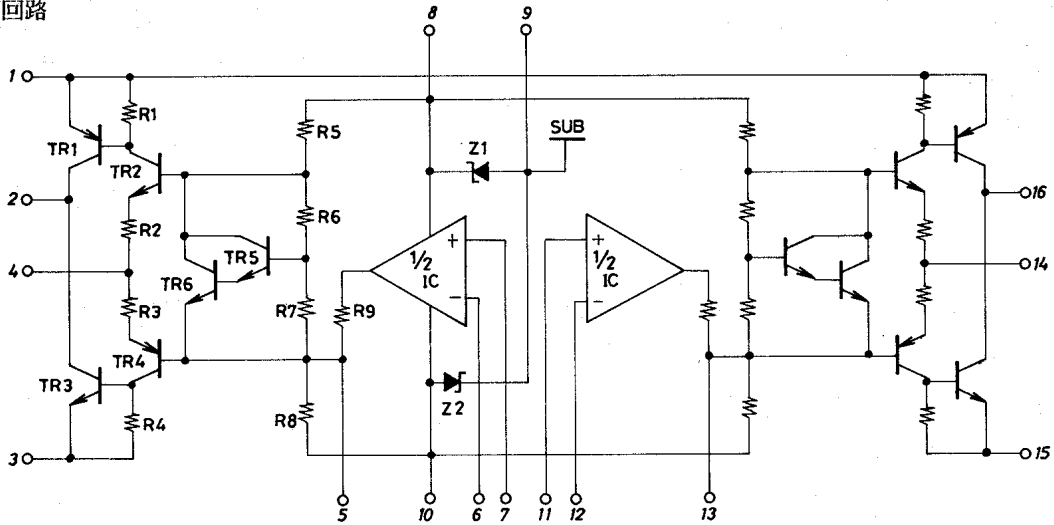 回路
8
9
1
R1
R5
SUB
Z1
TR1
TR2
16
2
R6
R2
+
+
TR5
1/2
IC
1/2
IC
4
14
TR6
−
−
R3
R7
R9
TR4
TR3
Z2
R4
R8
3
15
5
10
6
7
11
12
13